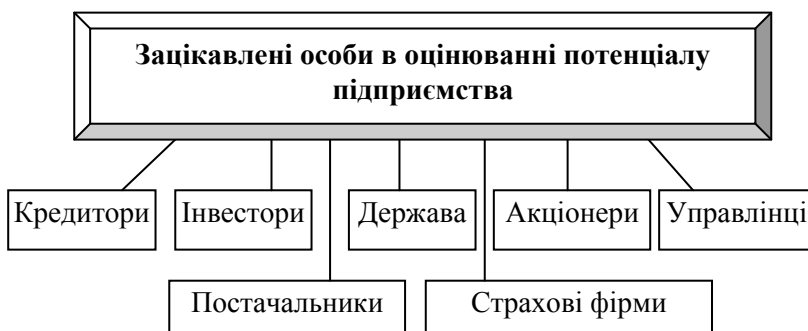 Зацікавлені особи в оцінюванні потенціалу
підприємства
Кредитори
Інвестори
Держава
Акціонери
Управлінці
Постачальники
Страхові фірми